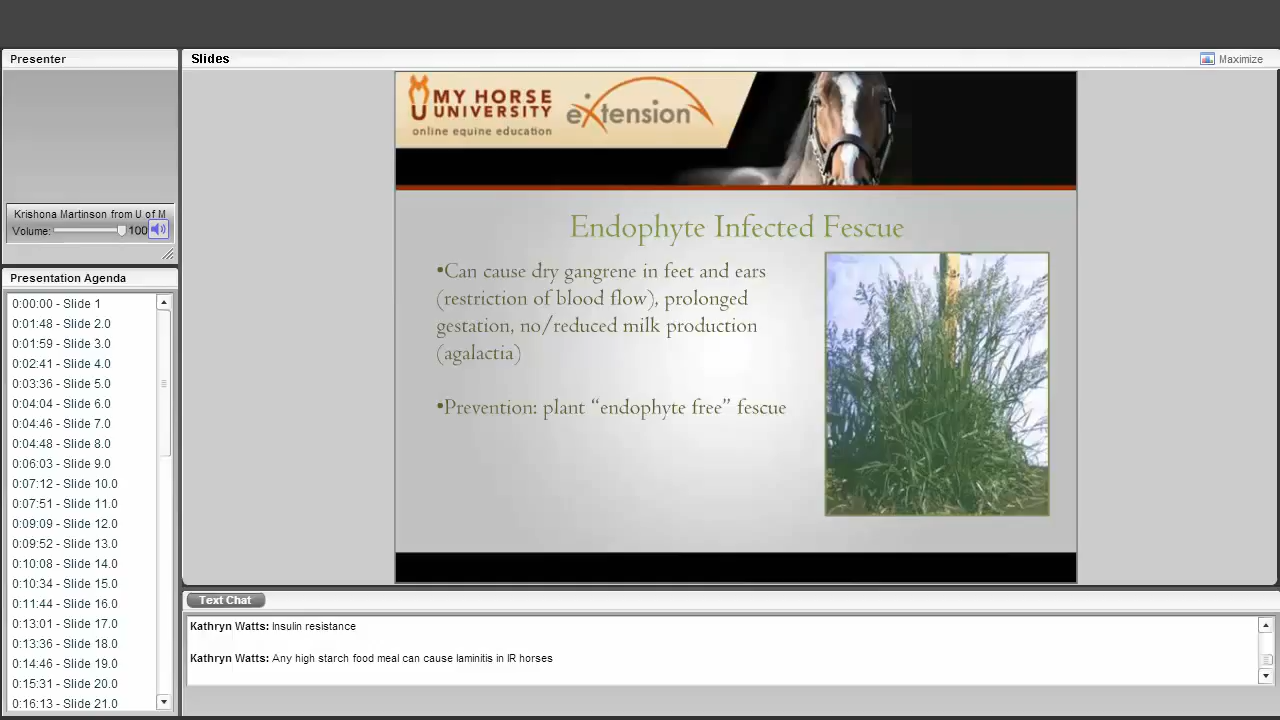 Presenter
Slides
Maximize
MY HORSE
UNIVERSITY
online equine education
eXtension
Krishona Martinson from U of M
Volume:
100
Presentation Agenda
0:00:00 - Slide 1
0:01:48 - Slide 2.0
0:01:59 - Slide 3.0
0:02:41 - Slide 4.0
0:03:36 - Slide 5.0
0:04:04 - Slide 6.0
0:04:46 - Slide 7.0
0:04:48 - Slide 8.0
0:06:03 - Slide 9.0
0:07:12 - Slide 10.0
0:07:51 - Slide 11.0
0:09:09 - Slide 12.0
0:09:52 - Slide 13.0
0:10:08 - Slide 14.0
0:10:34 - Slide 15.0
0:11:44 - Slide 16.0
0:13:01 - Slide 17.0
0:13:36 - Slide 18.0
0:14:46 - Slide 19.0
0:15:31 - Slide 20.0
0:16:13 - Slide 21.0
Endophyte Infected Fescue
•Can cause dry gangrene in feet and ears
(restriction of blood flow), prolonged
gestation, no/reduced milk production
(agalactia)
•Prevention: plant “endophyte free” fescue
Text Chat
Kathryn Watts: Insulin resistance
Kathryn Watts: Any high starch food meal can cause laminitis in IR horses